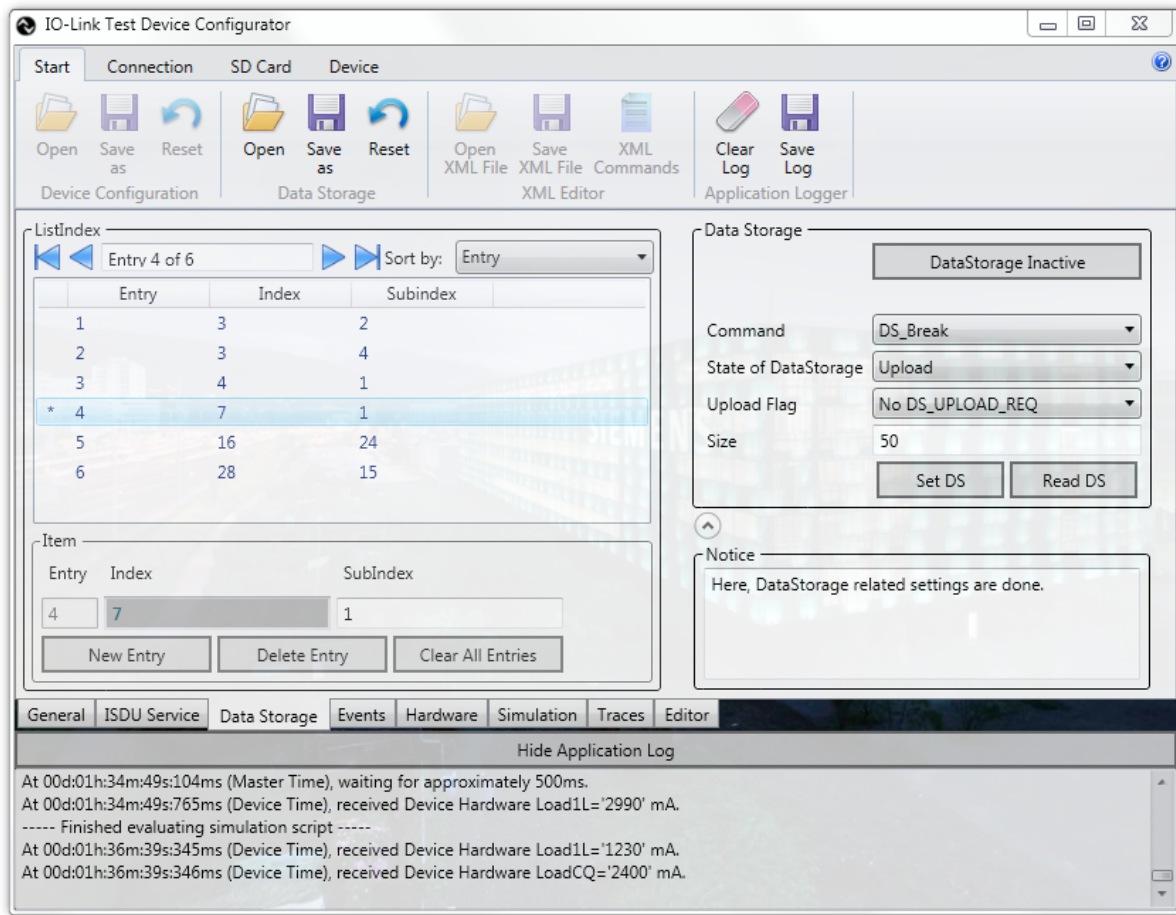 IO-Link Test Device Configurator
Start Connection SD Card Device
Open Save as Reset Open Save as Reset Open XML File Save XML File XML Commands Clear Log Save Log
Device Configuration Data Storage XML Editor Application Logger
ListIndex
Entry 4 of 6 Sort by: Entry
Entry Index Subindex
1 3 2
2 3 4
3 4 1
* 4 7 1
5 16 24
6 28 15
SIEMENS
Item
Entry Index SubIndex
4 7 1
New Entry Delete Entry Clear All Entries
Data Storage
DataStorage Inactive
Command DS_Break
State of DataStorage Upload
Upload Flag No DS_UPLOAD_REQ
Size 50
Set DS Read DS
Notice
Here, DataStorage related settings are done.
General ISDU Service Data Storage Events Hardware Simulation Traces Editor
Hide Application Log
At 00d:01h:34m:49s:104ms (Master Time), waiting for approximately 500ms.
At 00d:01h:34m:49s:765ms (Device Time), received Device Hardware Load1L='2990' mA.
----- Finished evaluating simulation script -----
At 00d:01h:36m:39s:345ms (Device Time), received Device Hardware Load1L='1230' mA.
At 00d:01h:36m:39s:346ms (Device Time), received Device Hardware LoadCQ='2400' mA.